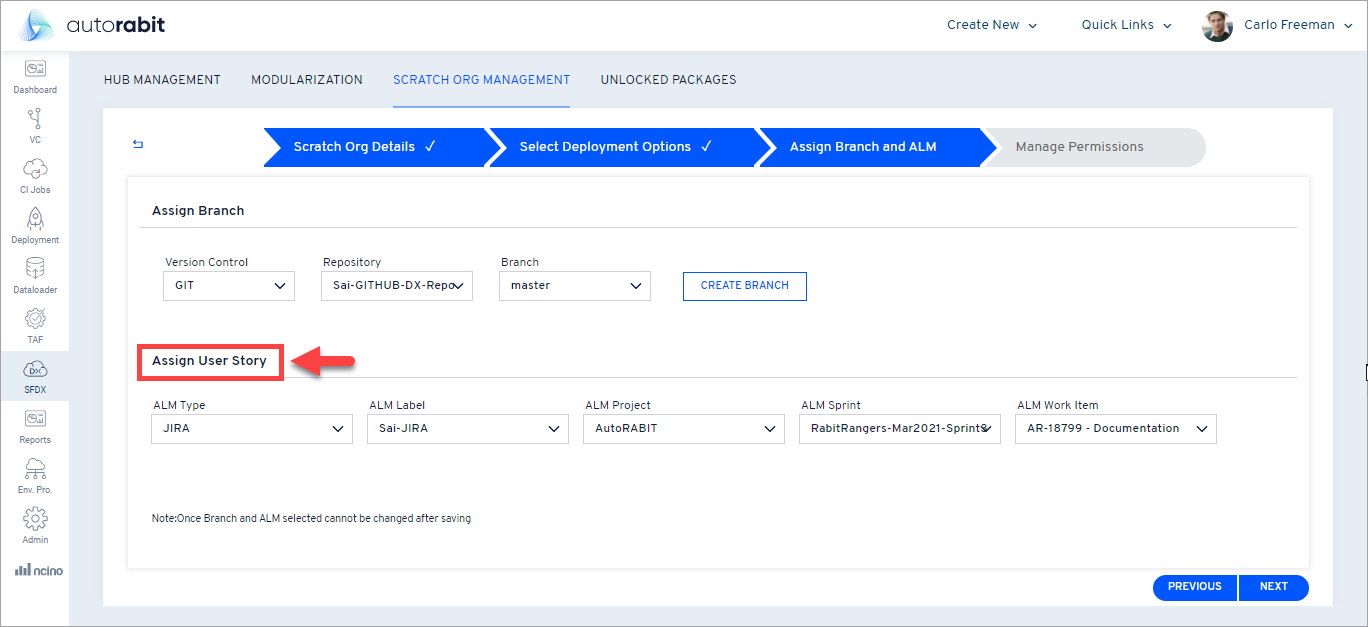 autorabit
Create New
Quick Links
Carlo Freeman
Dashboard
VC
CI Jobs
Deployment
Dataloader
TAF
SFDX
Reports
Env. Pro.
Admin
ncino
HUB MANAGEMENT
MODULARIZATION
SCRATCH ORG MANAGEMENT
UNLOCKED PACKAGES
Scratch Org Details ✓
Select Deployment Options ✓
Assign Branch and ALM
Manage Permissions
Assign Branch
Version Control
Repository
Branch
GIT
Sai-GITHUB-DX-Repo
master
CREATE BRANCH
Assign User Story
ALM Type
ALM Label
ALM Project
ALM Sprint
ALM Work Item
JIRA
Sai-JIRA
AutoRABIT
RabitRangers-Mar2021-Sprint3
AR-18799 - Documentation
Note:Once Branch and ALM selected cannot be changed after saving
PREVIOUS
NEXT